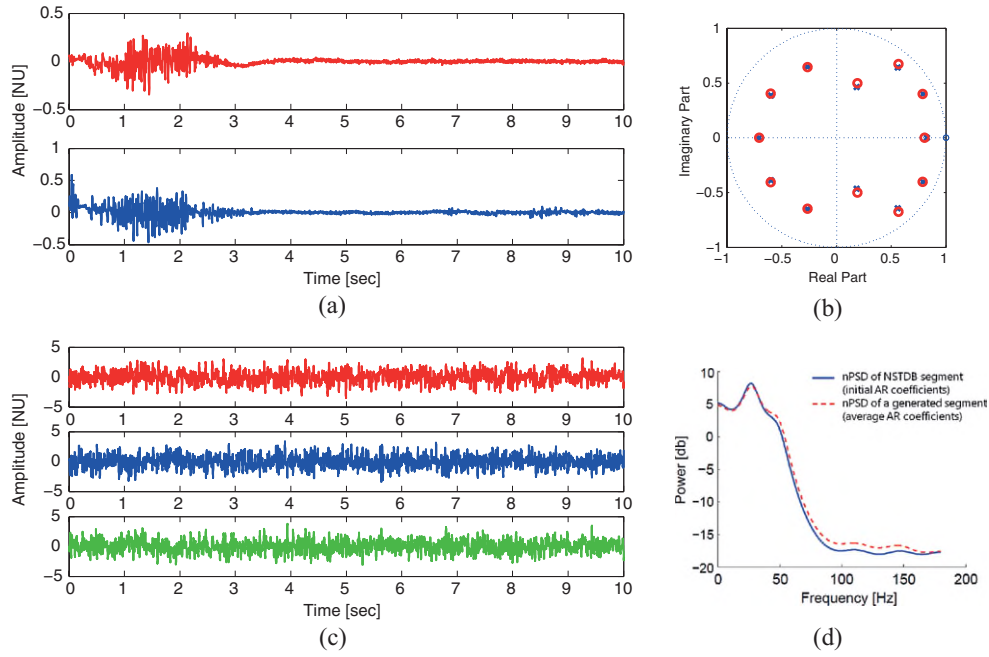 0.5
0
−0.5
0 1 2 3 4 5 6 7 8 9 10
1
0.5
0
−0.5
0 1 2 3 4 5 6 7 8 9 10
Amplitude [NU]
Time [sec]
(a)
1
0.5
0
−0.5
−1
−1 −0.5 0 0.5 1
Imaginary Part
Real Part
(b)
5
0
−5
0 1 2 3 4 5 6 7 8 9 10
5
0
−5
0 1 2 3 4 5 6 7 8 9 10
5
0
−5
0 1 2 3 4 5 6 7 8 9 10
Amplitude [NU]
Time [sec]
(c)
10
5
0
−5
−10
−15
−20
0 50 100 150 200
Power [db]
Frequency [Hz]
nPSD of NSTDB segment
(initial AR coefficients)
nPSD of a generated segment
(average AR coefficients)
(d)